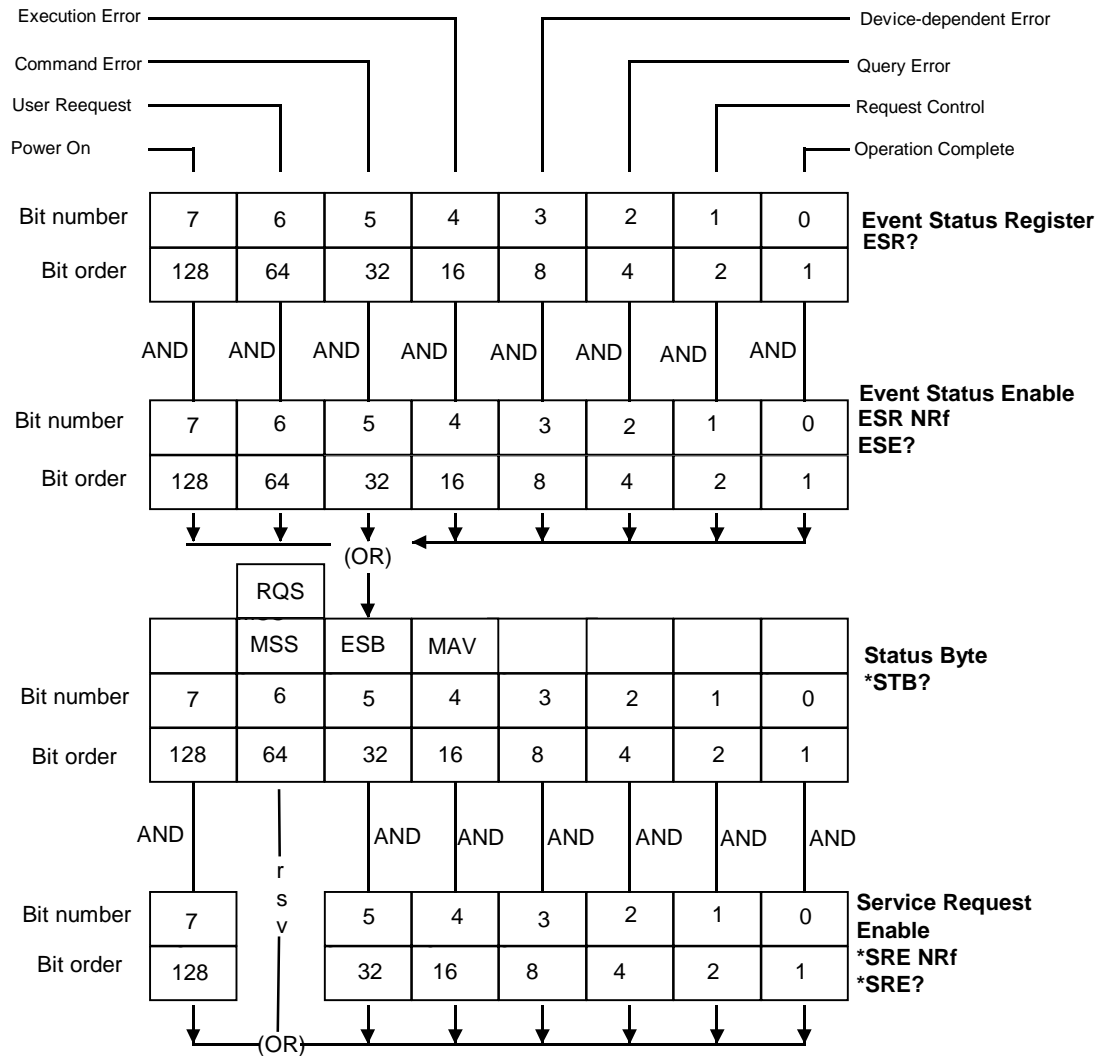 Execution Error
Device-dependent Error
Command Error
Query Error
User Reequest
Request Control
Power On
Operation Complete
Bit number 7 6 5 4 3 2 1 0
Event Status Register
ESR?
Bit order 128 64 32 16 8 4 2 1
AND AND AND AND AND AND AND AND
Event Status Enable
ESR NRf
ESE?
Bit number 7 6 5 4 3 2 1 0
Bit order 128 64 32 16 8 4 2 1
(OR)
RQS
MSS ESB MAV
Status Byte
*STB?
Bit number 7 6 5 4 3 2 1 0
Bit order 128 64 32 16 8 4 2 1
AND AND AND AND AND AND AND
rsv
Bit number 7 5 4 3 2 1 0
Service Request
Enable
*SRE NRf
*SRE?
Bit order 128 32 16 8 4 2 1
(OR)